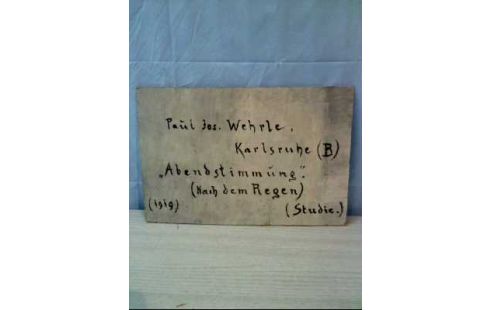 Paul Jos. Wehrle.
Karlsruhe (B)
„Abendstimmung".
(Nach dem Regen)
(1919) (Studie.)